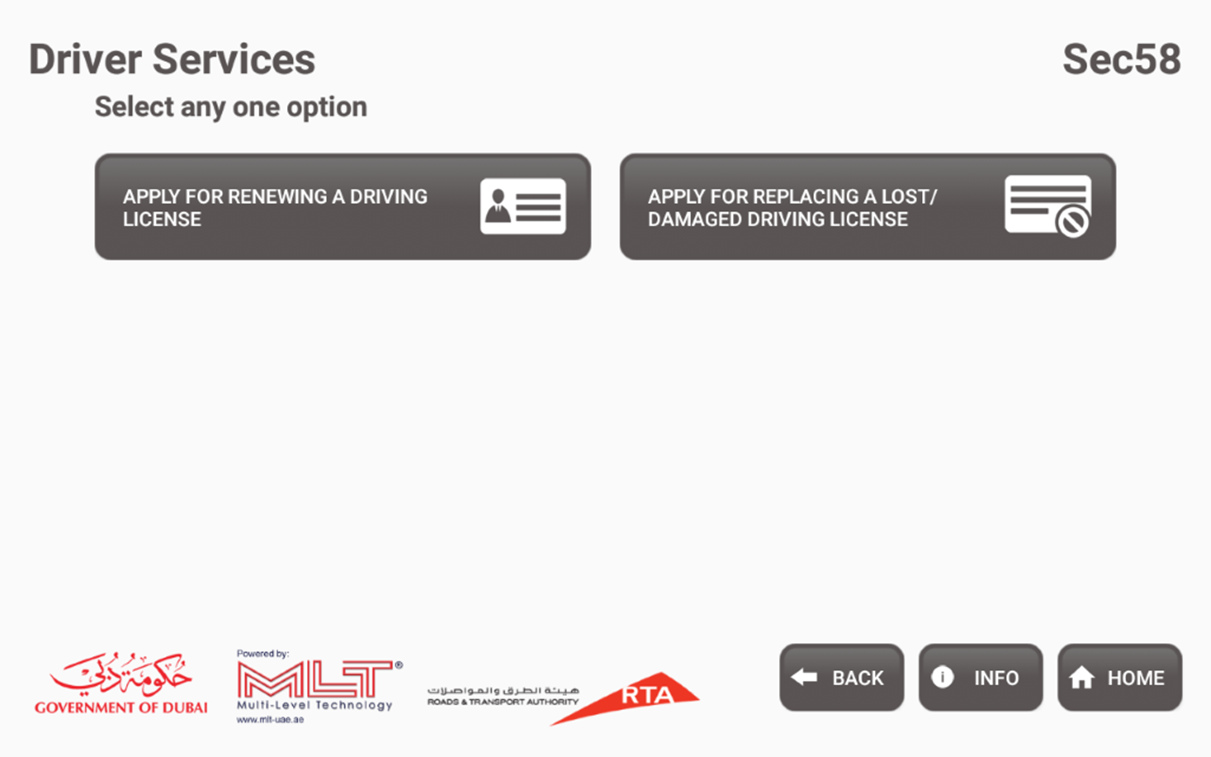 Driver Services
Sec58
Select any one option
APPLY FOR RENEWING A DRIVING
LICENSE
APPLY FOR REPLACING A LOST/
DAMAGED DRIVING LICENSE
حكومة دبي
GOVERNMENT OF DUBAI
Powered by:
MLT®
Multi-Level Technology
www.mlt-uae.ae
هيئة الطرق والمواصلات
ROADS & TRANSPORT AUTHORITY
RTA
BACK
i INFO
HOME